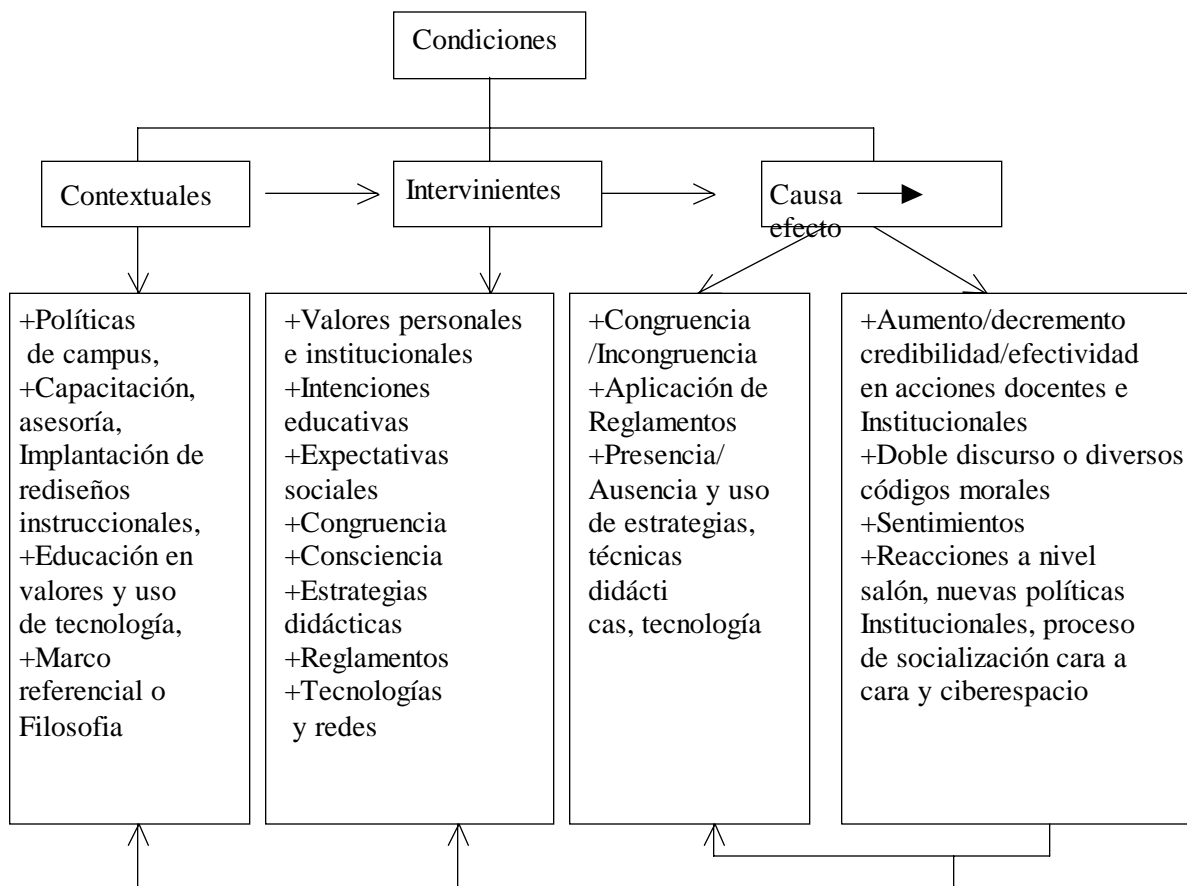 Condiciones
Contextuales
Intervinientes
Causa
efecto
+Políticas
de campus,
+Capacitación,
asesoría,
Implantación de
rediseños
instruccionales,
+Educación en
valores y uso
de tecnología,
+Marco
referencial o
Filosofia
+Valores personales
e institucionales
+Intenciones
educativas
+Expectativas
sociales
+Congruencia
+Consciencia
+Estrategias
didácticas
+Reglamentos
+Tecnologías
y redes
+Congruencia
/Incongruencia
+Aplicación de
Reglamentos
+Presencia/
Ausencia y uso
de estrategias,
técnicas
didácti
cas, tecnología
+Aumento/decremento
credibilidad/efectividad
en acciones docentes e
Institucionales
+Doble discurso o diversos
códigos morales
+Sentimientos
+Reacciones a nivel
salón, nuevas políticas
Institucionales, proceso
de socialización cara a
cara y ciberespacio